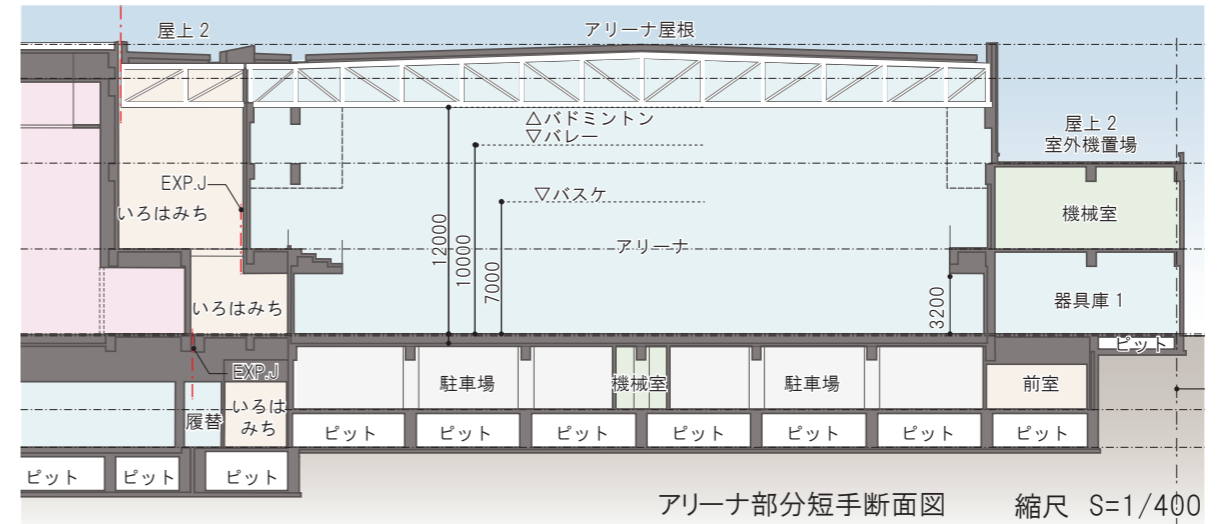 屋上 2
アリーナ屋根
△バドミントン
▽バレー
屋上 2
室外機置場
EXP.J
▽バスケ
いろはみち
機械室
12000
10000
7000
アリーナ
3200
いろはみち
器具庫 1
ピット
EXP.J
駐車場
機械室
駐車場
前室
履替
いろは
みち
ピット
ピット
ピット
ピット
ピット
ピット
ピット
ピット
ピット
ピット
アリーナ部分短手断面図 縮尺 S=1/400